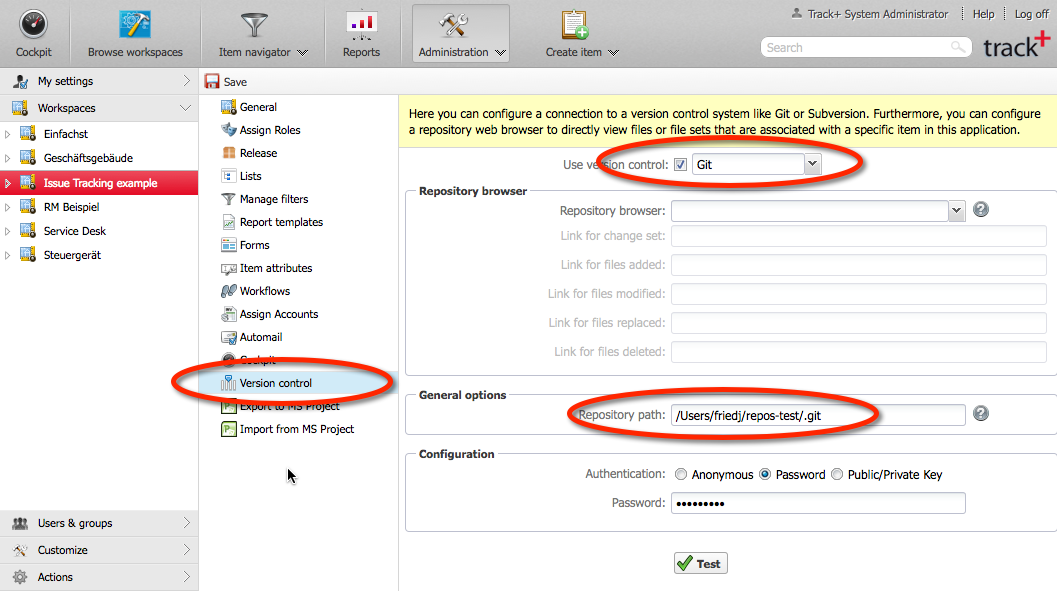 Track+ System Administrator Help Log off
Cockpit Browse workspaces Item navigator Reports Administration Create item
Search
track+
My settings
Workspaces
Einfachst
Geschäftsgebäude
Issue Tracking example
RM Beispiel
Service Desk
Steuergerät
Users & groups
Customize
Actions
Save
General
Assign Roles
Release
Lists
Manage filters
Report templates
Forms
Item attributes
Workflows
Assign Accounts
Automail
Cockpit
Version control
Export to MS Project
Import from MS Project
Here you can configure a connection to a version control system like Git or Subversion. Furthermore, you can configure
a repository web browser to directly view files or file sets that are associated with a specific item in this application.
Use version control: Git
Repository browser
Repository browser:
Link for change set:
Link for files added:
Link for files modified:
Link for files replaced:
Link for files deleted:
General options
Repository path: /Users/friedj/repos-test/.git
Configuration
Authentication: Anonymous Password Public/Private Key
Password: •••••••••
Test